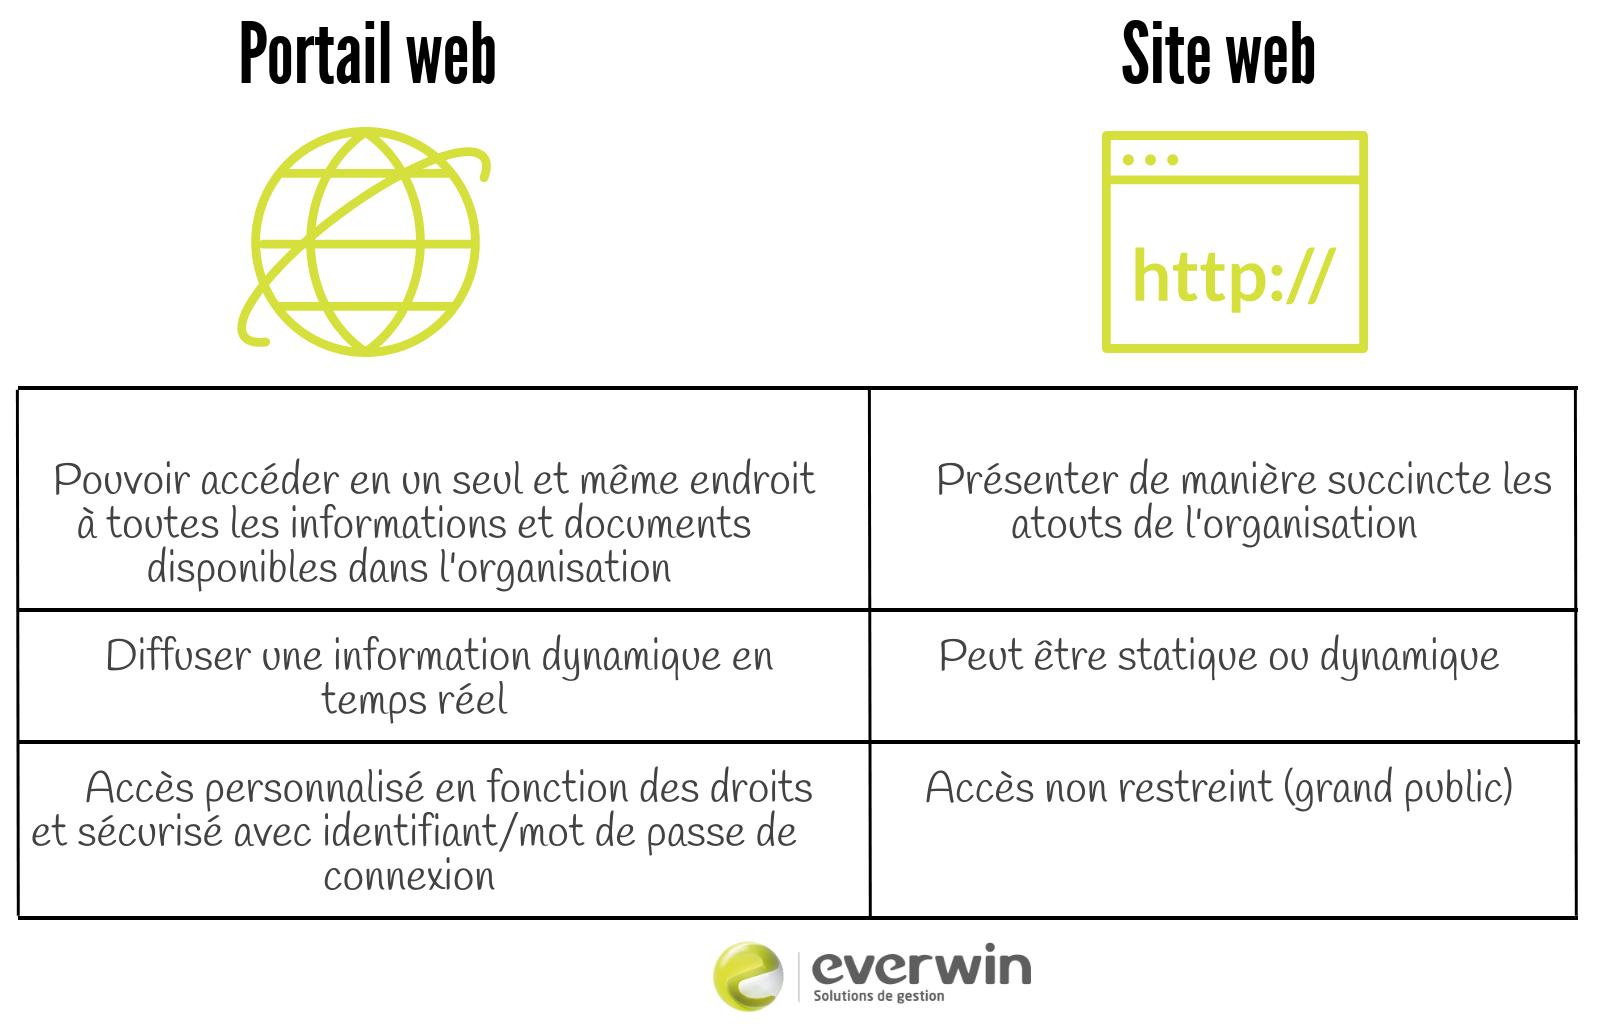 Portail web
Site web
http://
Pouvoir accéder en un seul et même endroit
à toutes les informations et documents
disponibles dans l'organisation
Présenter de manière succincte les
atouts de l'organisation
Diffuser une information dynamique en
temps réel
Peut être statique ou dynamique
Accès personnalisé en fonction des droits
et sécurisé avec identifiant/mot de passe de
connexion
Accès non restreint (grand public)
everwin
Solutions de gestion